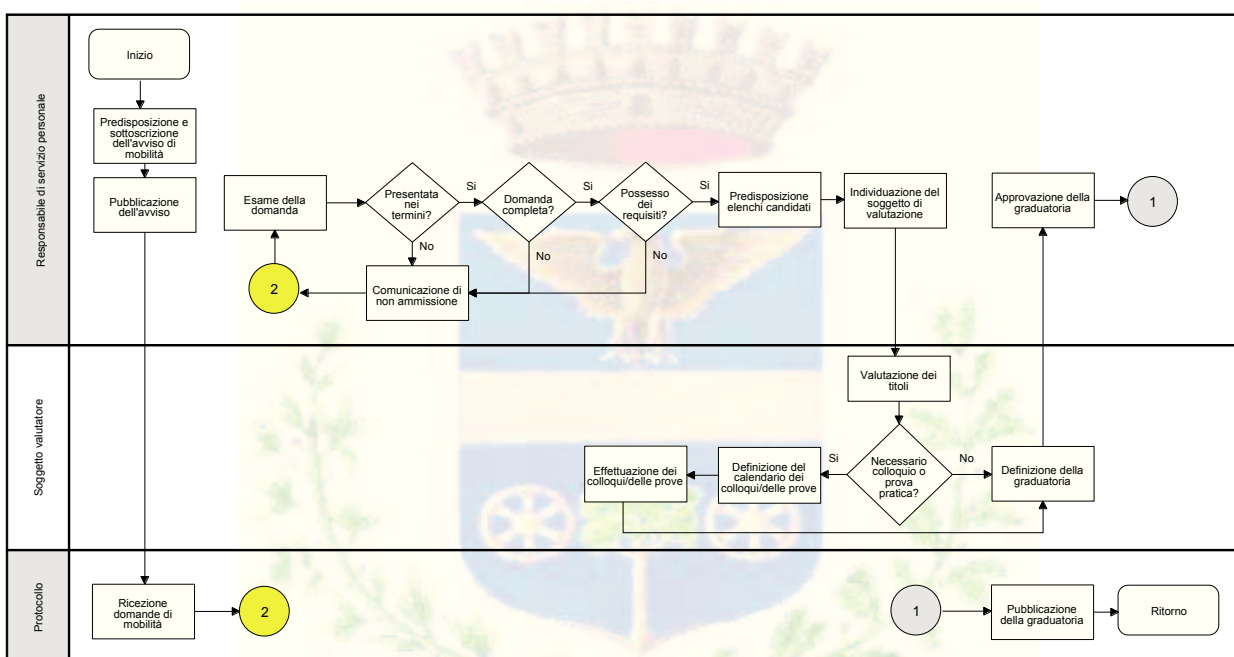 Responsabile di servizio personale
Inizio
Predisposizione e
sottoscrizione
dell'avviso di
mobilità
Pubblicazione
dell'avviso
Esame della
domanda
Presentata
nei
termini?
Si
Domanda
completa?
Si
Possesso
dei
requisiti?
Si
Predisposizione
elenchi candidati
Individuazione del
soggetto di
valutazione
Approvazione della
graduatoria
1
No
No
No
2
Comunicazione di
non ammissione
Soggetto valutatore
Valutazione dei
titoli
Necessario
colloquio o
prova
pratica?
Si
No
Effettuazione dei
colloqui/delle prove
Definizione del
calendario dei
colloqui/delle prove
Definizione della
graduatoria
Protocollo
Ricezione
domande di
mobilità
2
1
Pubblicazione
della graduatoria
Ritorno